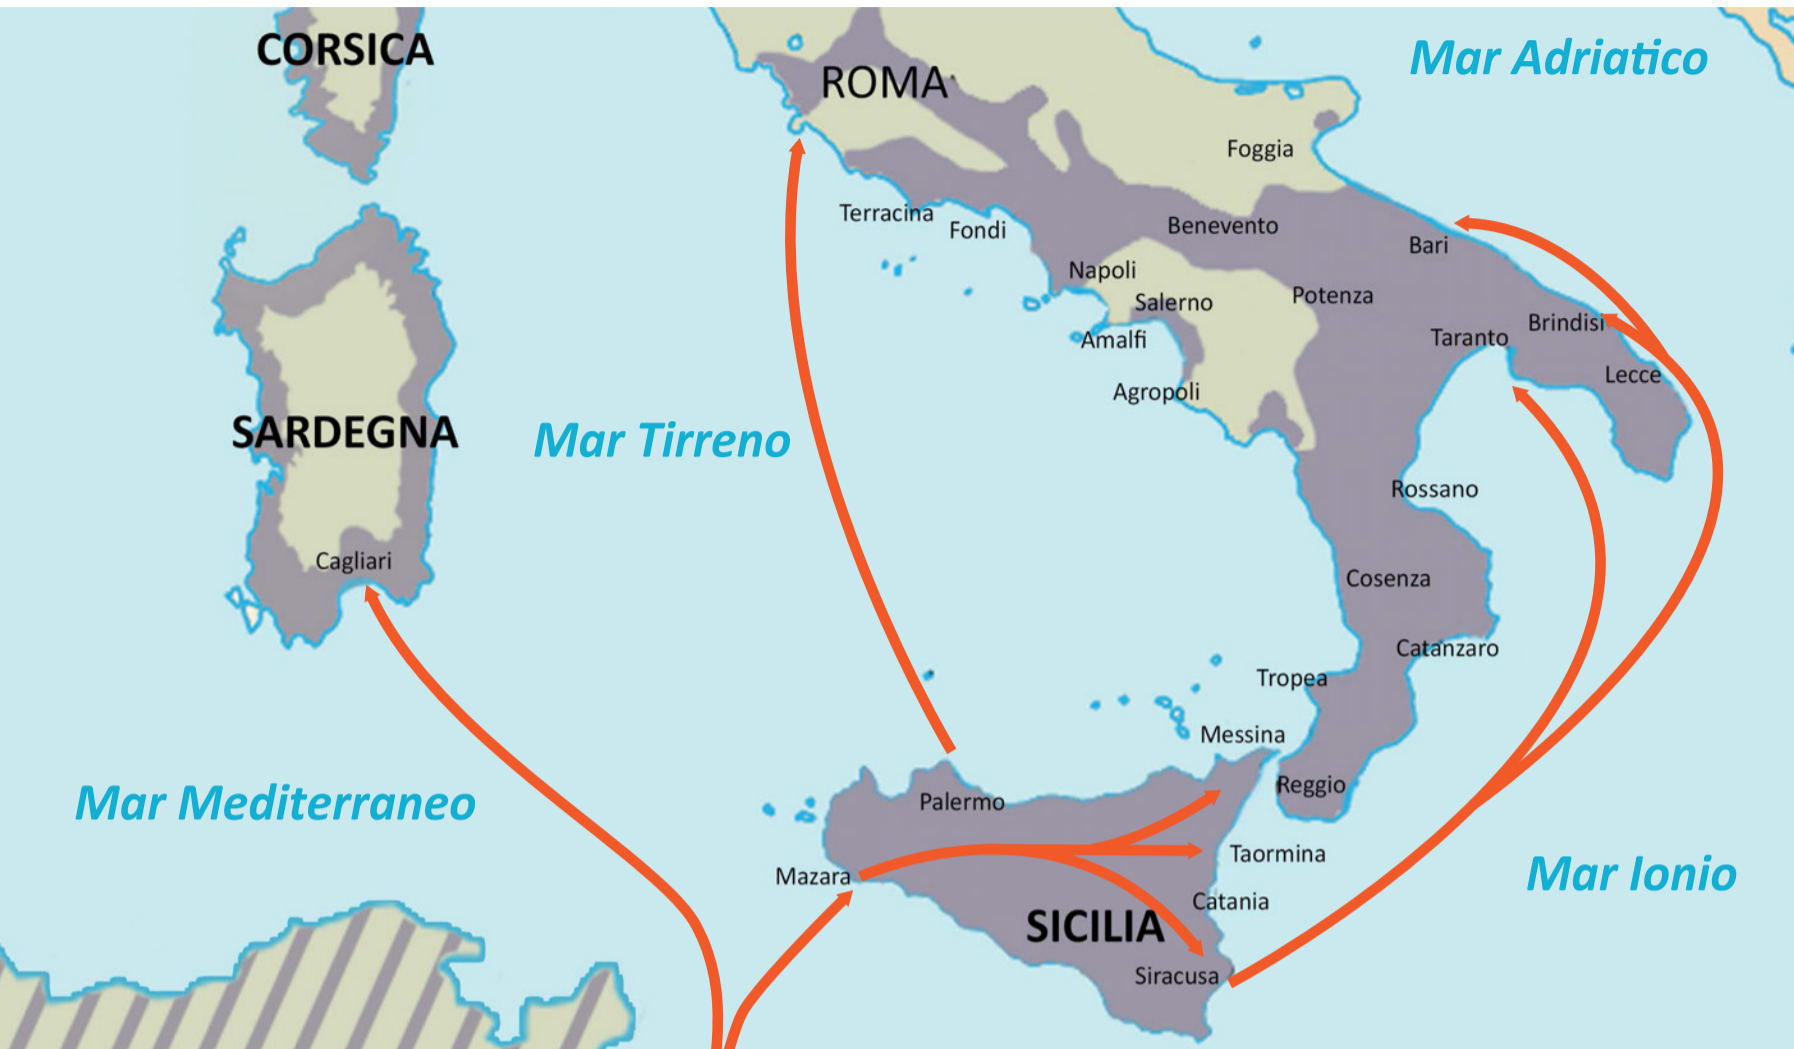 CORSICA
ROMA
Mar Adriatico
Foggia
Terracina
Fondi
Benevento
Bari
Napoli
Salerno
Potenza
Amalfi
Taranto
Brindisi
Agropoli
Lecce
SARDEGNA
Mar Tirreno
Rossano
Cagliari
Cosenza
Catanzaro
Tropea
Messina
Reggio
Mar Mediterraneo
Palermo
Mazara
Taormina
Mar Ionio
Catania
SICILIA
Siracusa